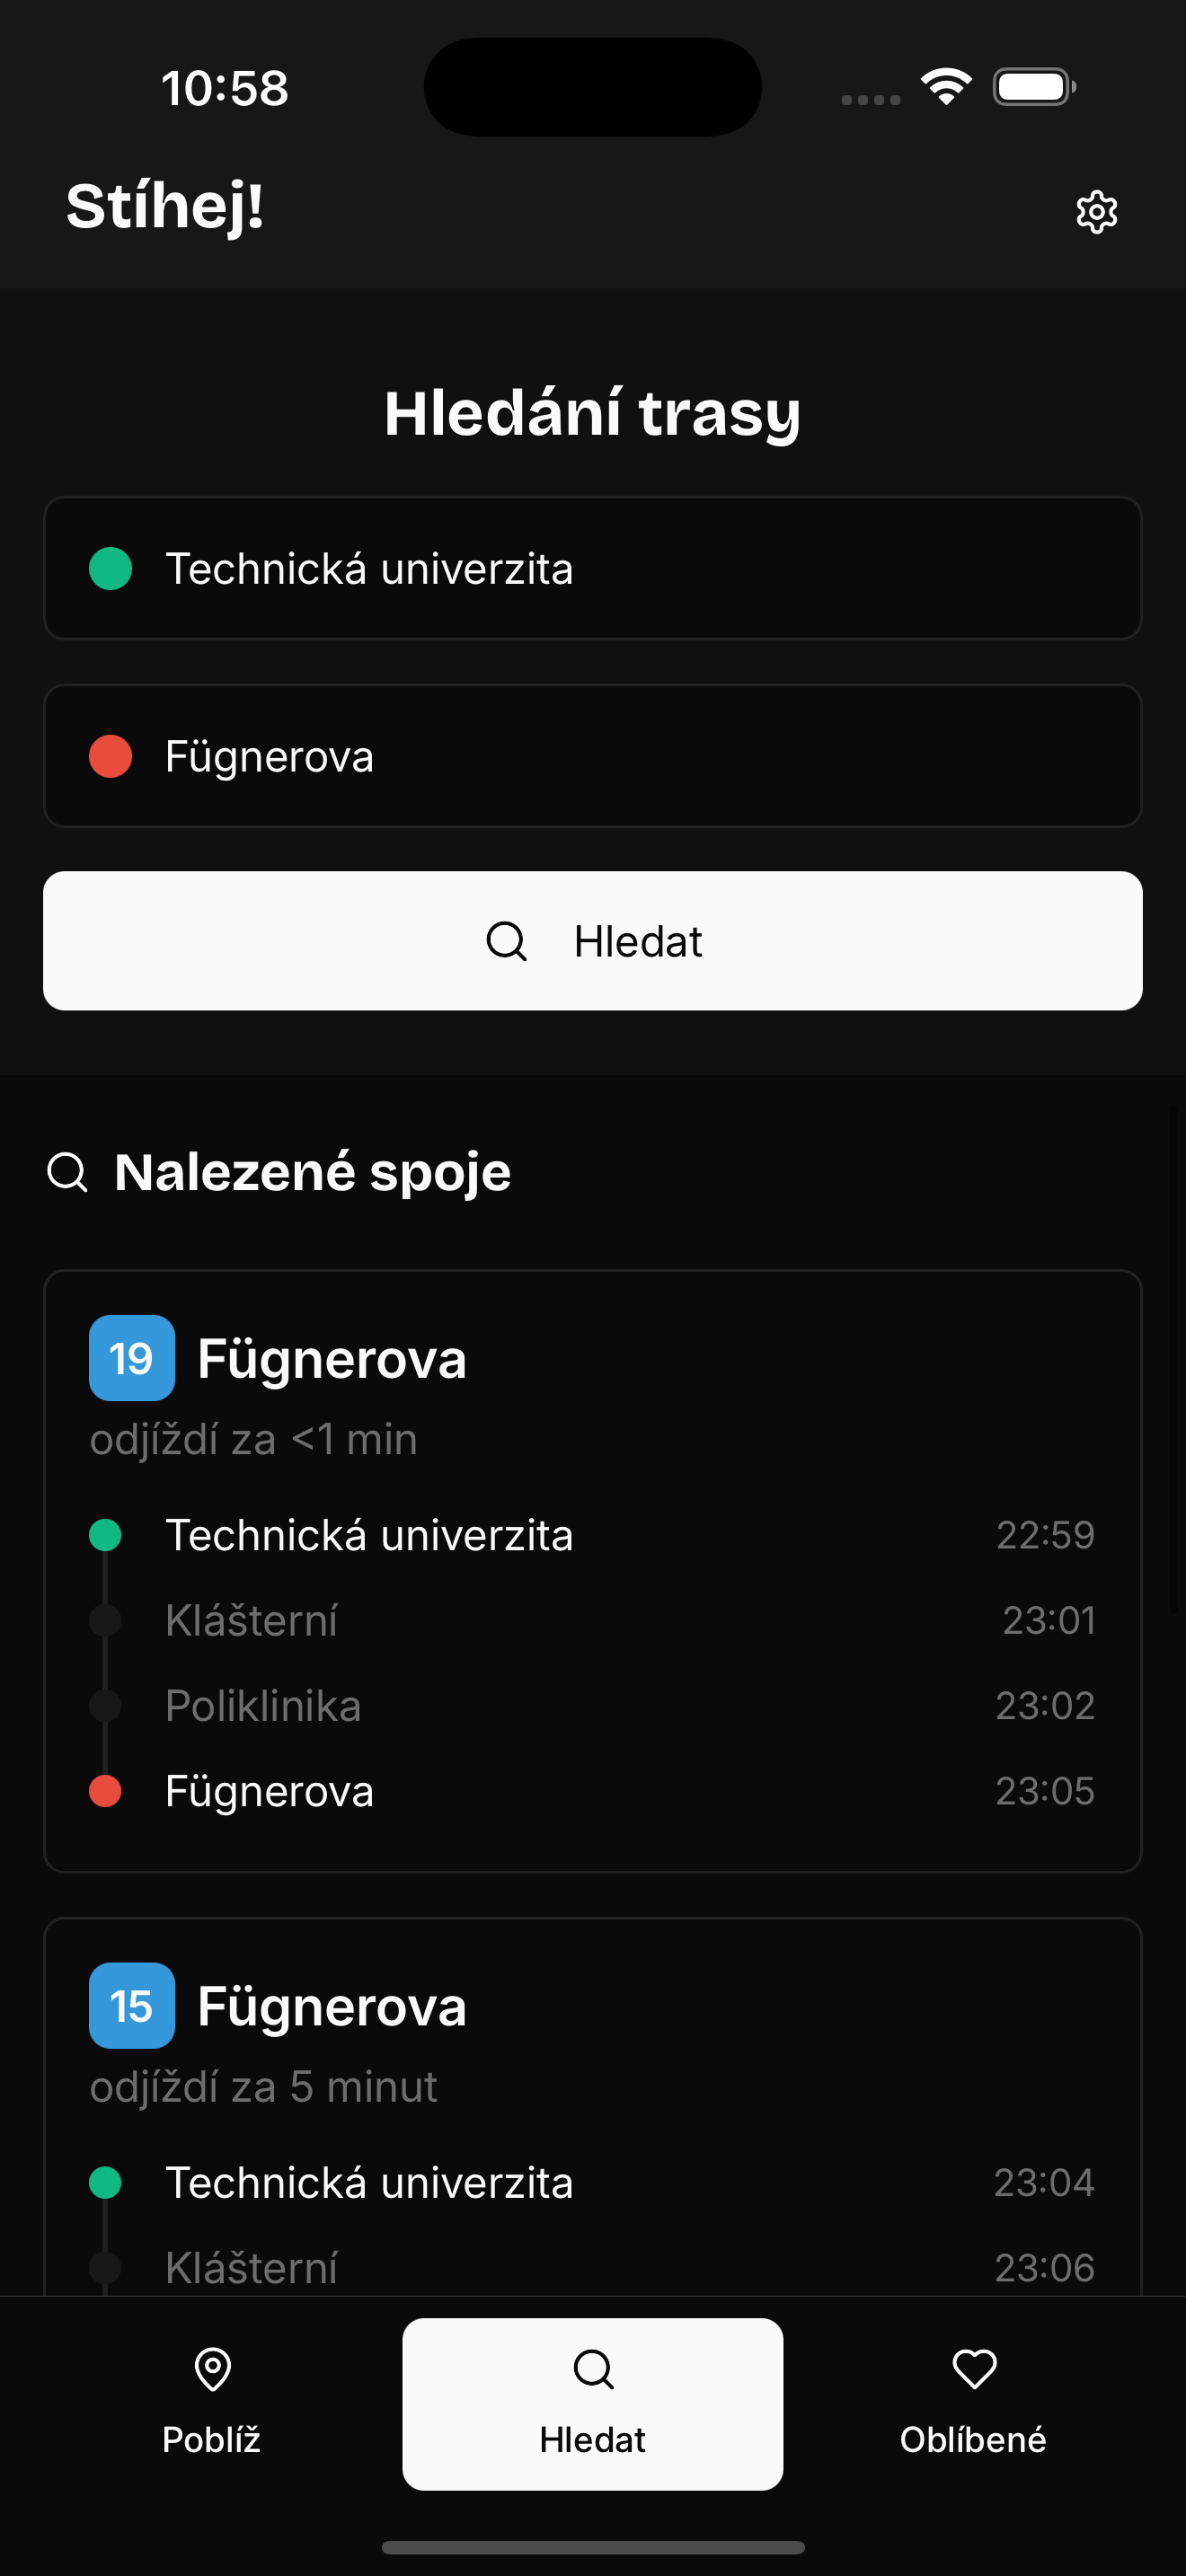 10:58
Stíhej!
Hledání trasy
Technická univerzita
Fügnerova
Hledat
Nalezené spoje
19 Fügnerova
odjíždí za <1 min
Technická univerzita 22:59
Klášterní 23:01
Poliklinika 23:02
Fügnerova 23:05
15 Fügnerova
odjíždí za 5 minut
Technická univerzita 23:04
Klášterní 23:06
Poblíž Hledat Oblíbené